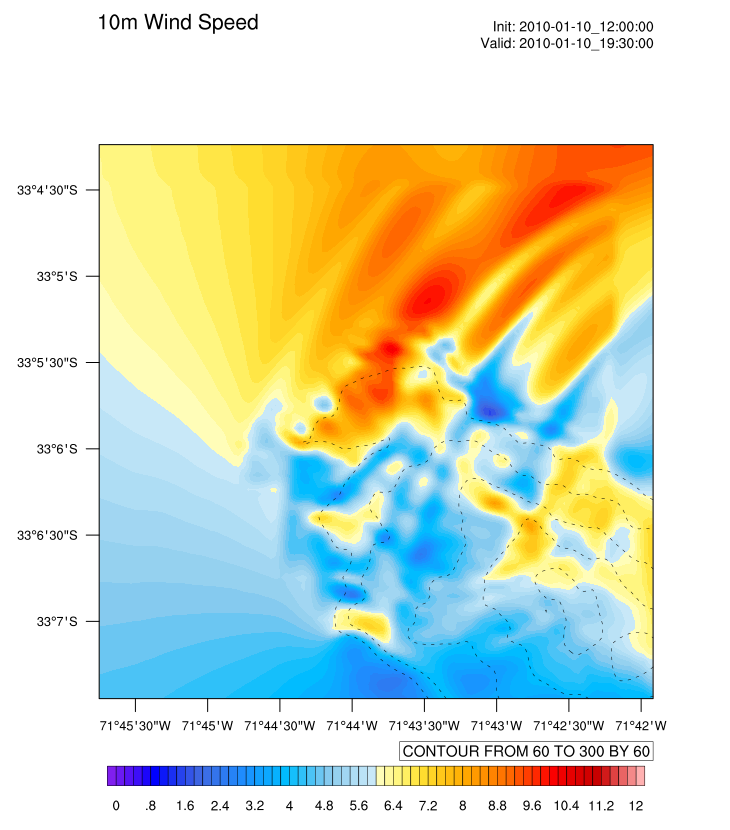 10m Wind Speed
Init: 2010-01-10_12:00:00
Valid: 2010-01-10_19:30:00
33°4'30"S
33°5'S
33°5'30"S
33°6'S
33°6'30"S
33°7'S
71°45'30"W 71°45'W 71°44'30"W 71°44'W 71°43'30"W 71°43'W 71°42'30"W 71°42'W
CONTOUR FROM 60 TO 300 BY 60
0 .8 1.6 2.4 3.2 4 4.8 5.6 6.4 7.2 8 8.8 9.6 10.4 11.2 12